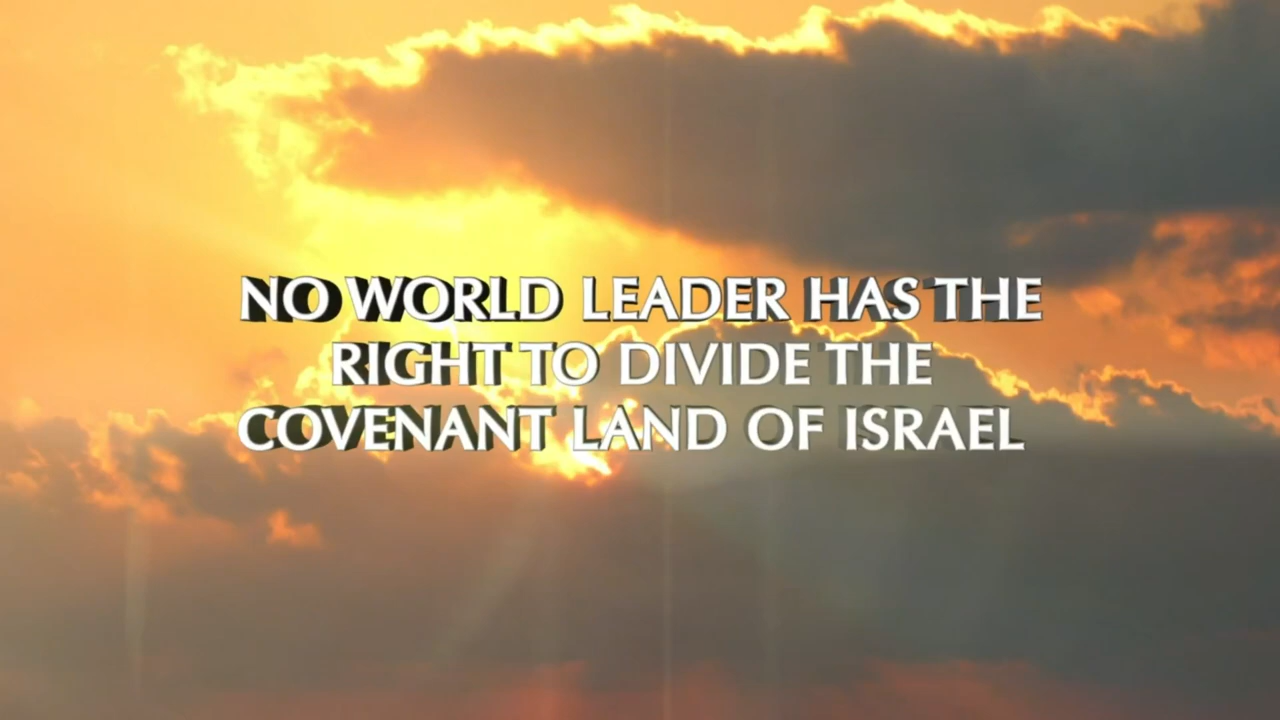 NO WORLD LEADER HAS THE
RIGHT TO DIVIDE THE
COVENANT LAND OF ISRAEL